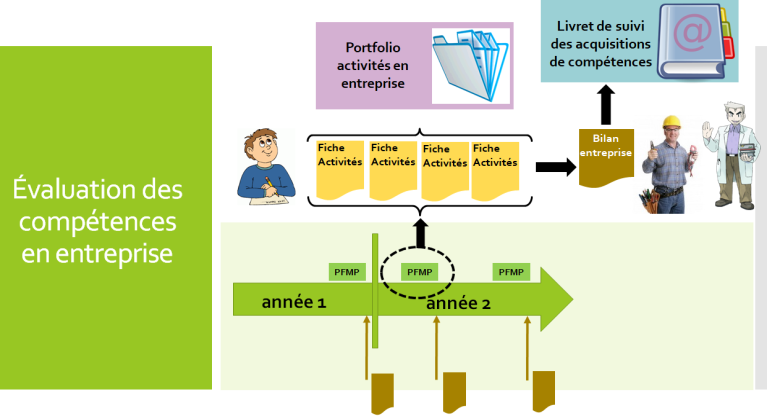 Évaluation des
compétences
en entreprise
Portfolio
activités en
entreprise
Livret de suivi
des acquisitions
de compétences
@
Fiche
Activités
Fiche
Activités
Fiche
Activités
Fiche
Activités
Bilan
entreprise
PFMP
PFMP
PFMP
année 1
année 2